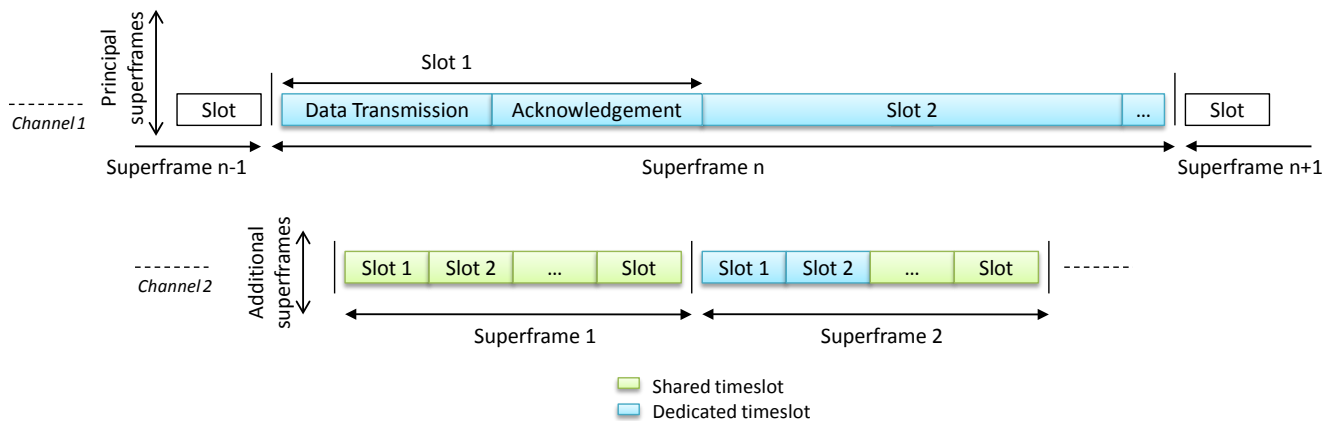 Principal
superframes
Slot 1
Channel 1
Slot
Data Transmission
Acknowledgement
Slot 2
...
Slot
Superframe n-1
Superframe n
Superframe n+1
Additional
superframes
Channel 2
Slot 1
Slot 2
...
Slot
Slot 1
Slot 2
...
Slot
Superframe 1
Superframe 2
Shared timeslot
Dedicated timeslot